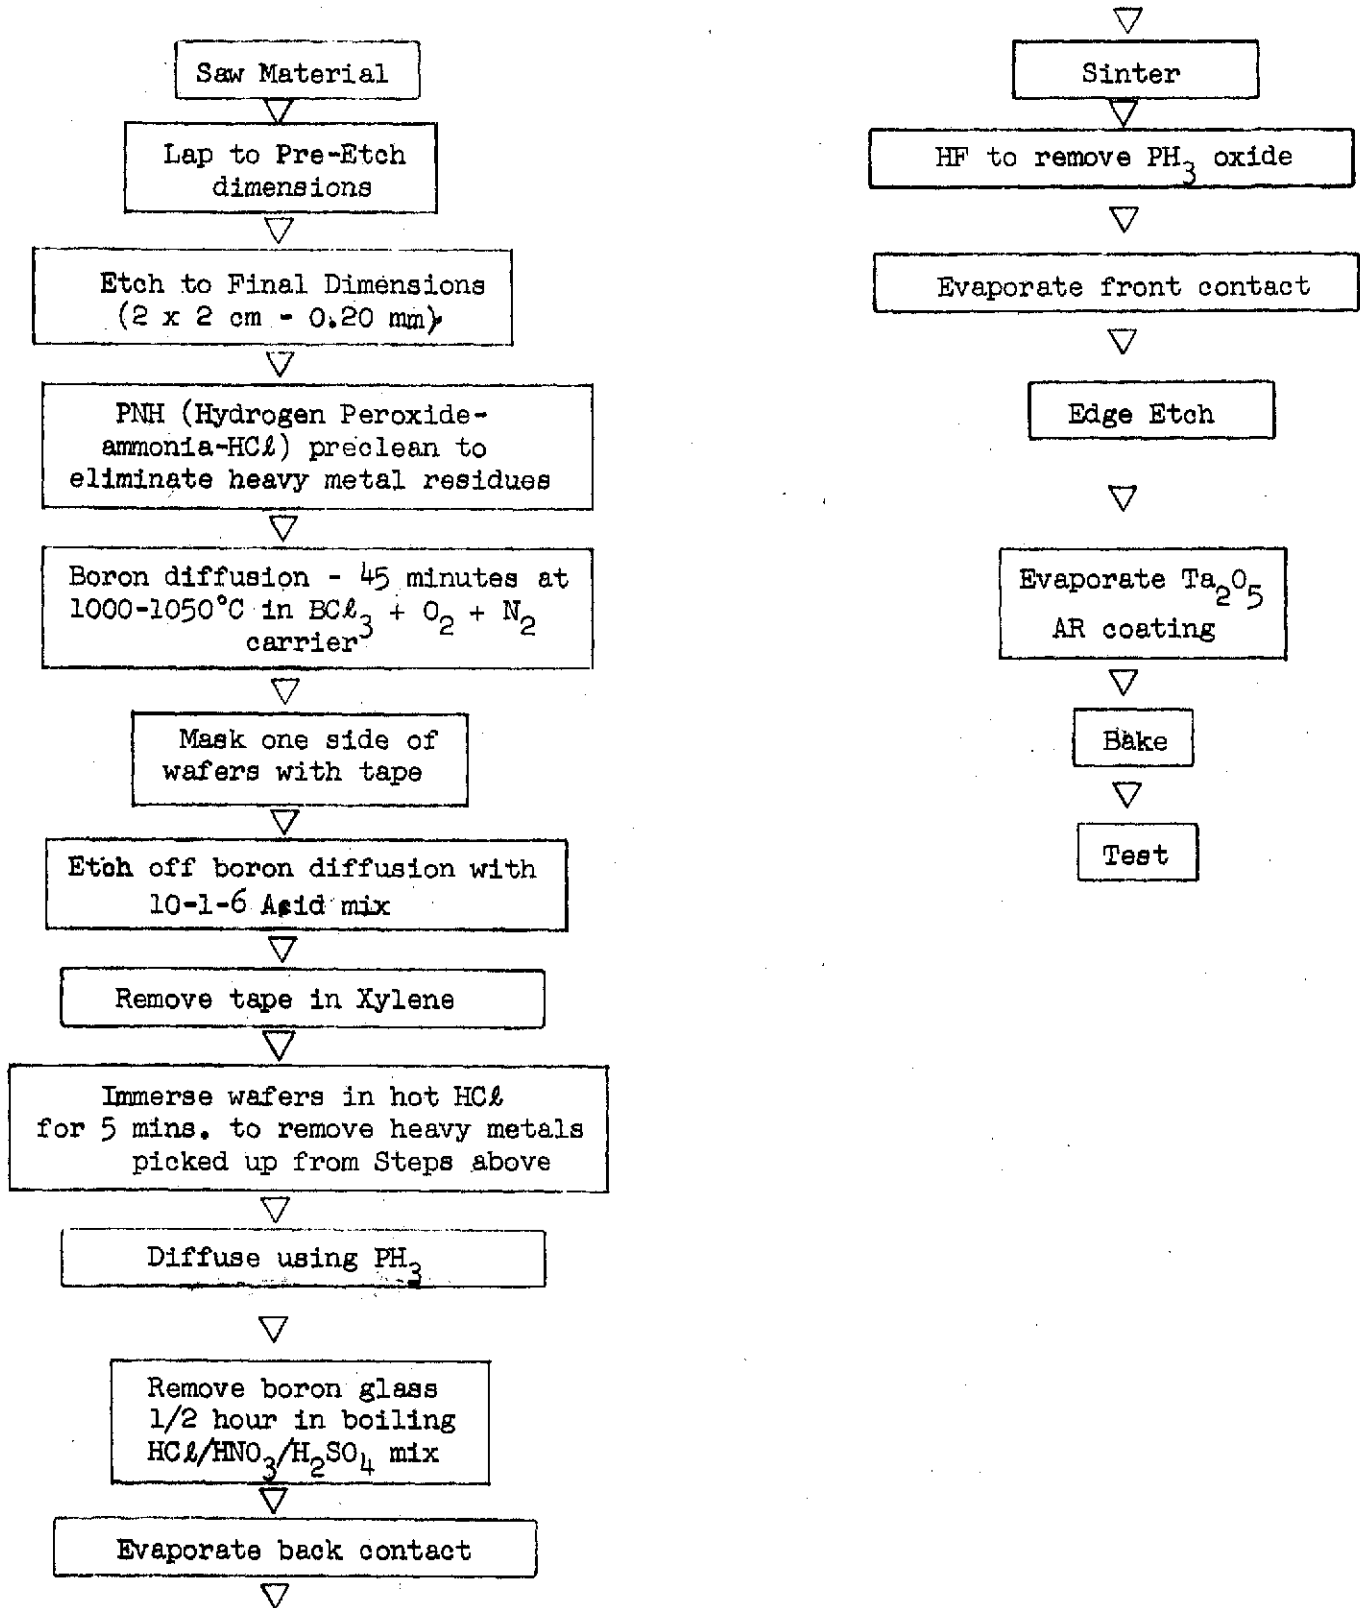 Saw Material
Lap to Pre-Etch
dimensions
Etch to Final Dimensions
(2 x 2 cm - 0.20 mm)
PNH (Hydrogen Peroxide-
ammonia-HCℓ) preclean to
eliminate heavy metal residues
Boron diffusion - 45 minutes at
1000-1050°C in BCℓ₃ + O₂ + N₂
carrier
Mask one side of
wafers with tape
Etch off boron diffusion with
10-1-6 Acid mix
Remove tape in Xylene
Immerse wafers in hot HCℓ
for 5 mins. to remove heavy metals
picked up from Steps above
Diffuse using PH₃
Remove boron glass
1/2 hour in boiling
HCℓ/HNO₃/H₂SO₄ mix
Evaporate back contact
Sinter
HF to remove PH₃ oxide
Evaporate front contact
Edge Etch
Evaporate Ta₂O₅
AR coating
Bake
Test